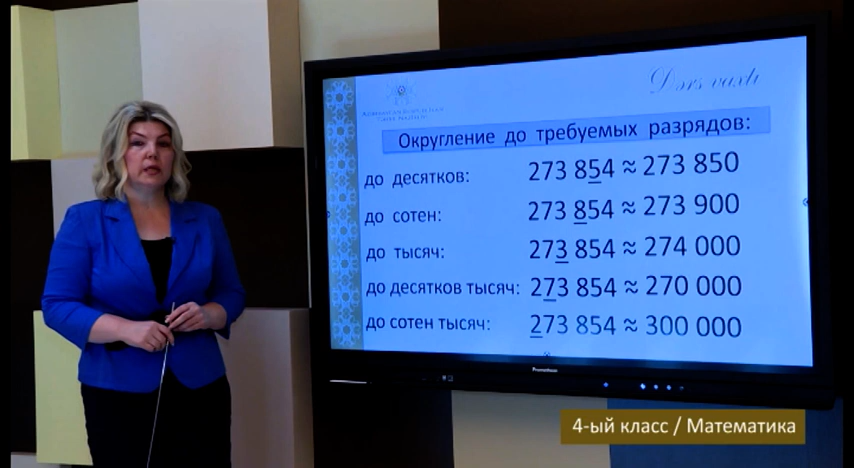 Dərs vaxtı
Округление до требуемых разрядов:
до десятков: 273 854 ≈ 273 850
до сотен: 273 854 ≈ 273 900
до тысяч: 273 854 ≈ 274 000
до десятков тысяч: 273 854 ≈ 270 000
до сотен тысяч: 273 854 ≈ 300 000
Promethean
4-ый класс / Математика